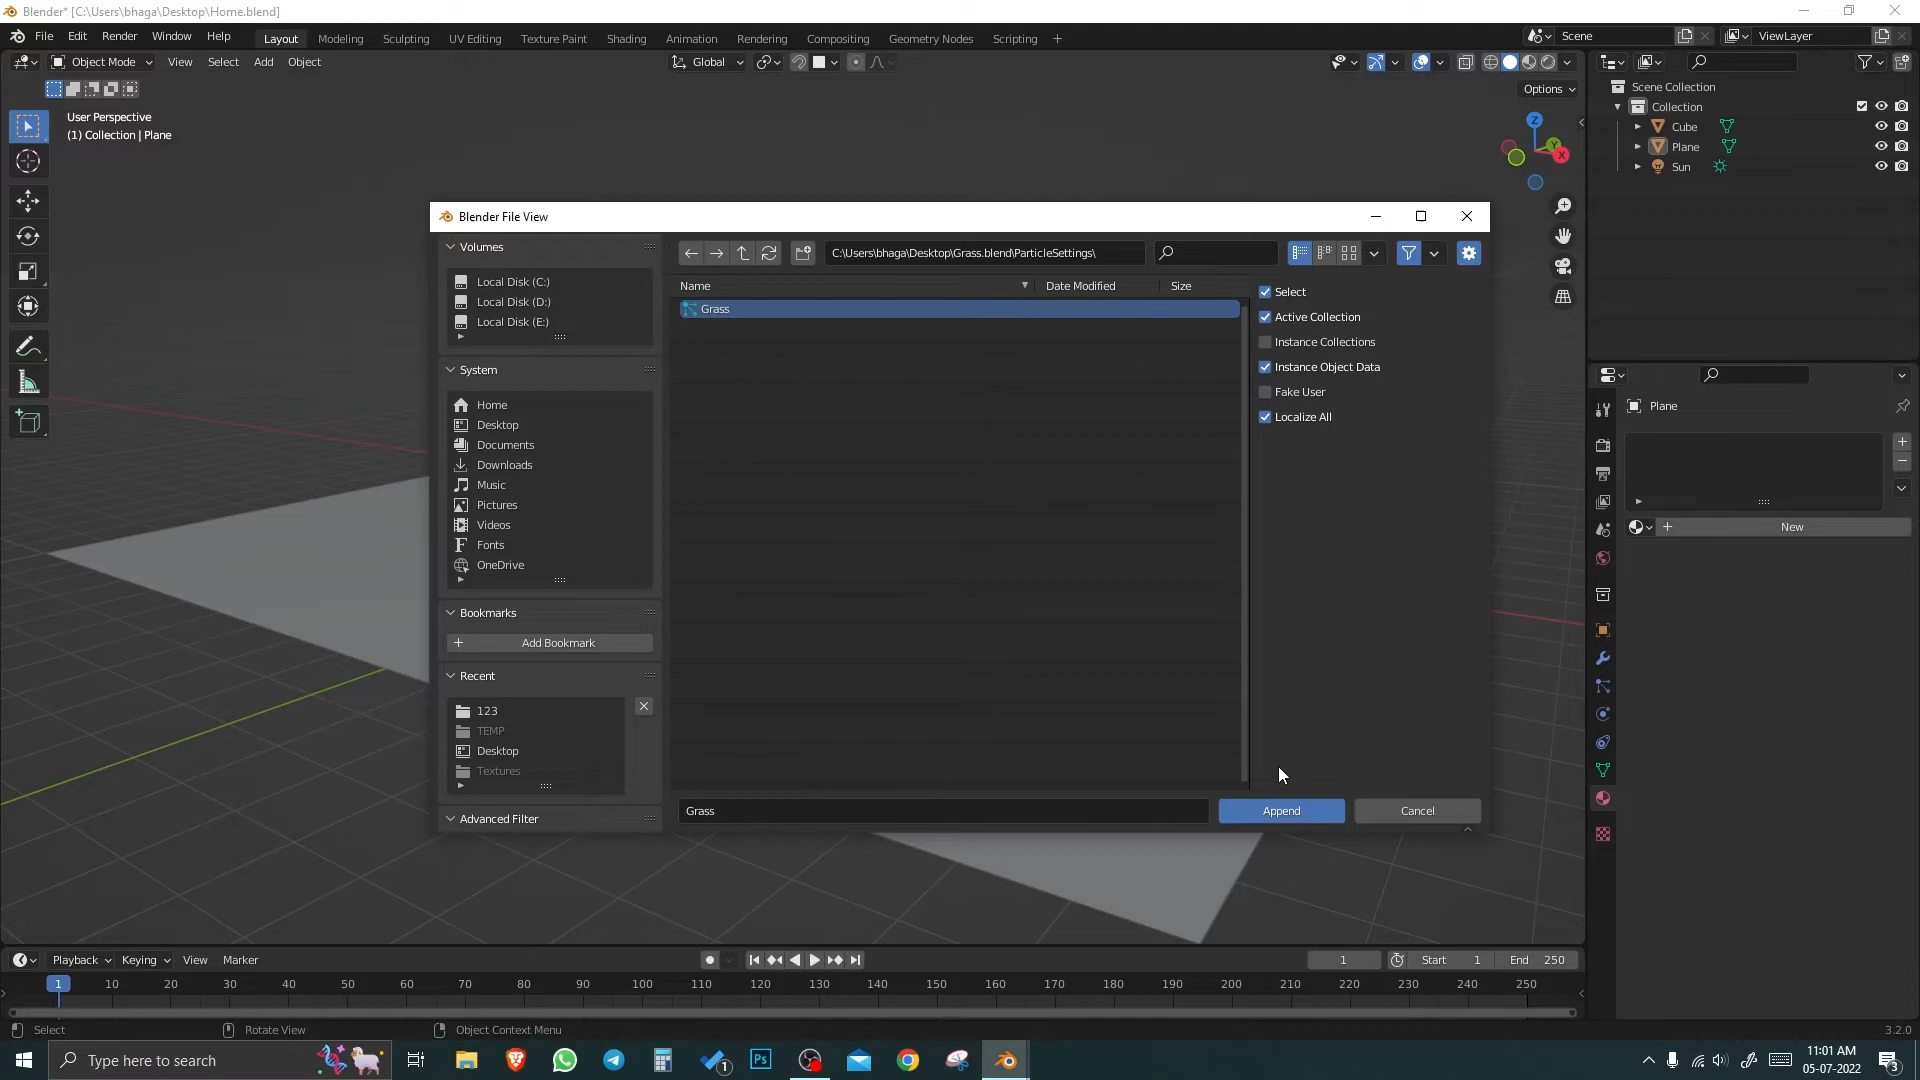 Blender* [C:\Users\bhaga\Desktop\Home.blend]
File Edit Render Window Help
Layout Modeling Sculpting UV Editing Texture Paint Shading Animation Rendering Compositing Geometry Nodes Scripting +
Scene
ViewLayer
Object Mode View Select Add Object
Global
Options
User Perspective
(1) Collection | Plane
Z
Y
X
Scene Collection
Collection
Cube
Plane
Sun
Blender File View
Volumes
Local Disk (C:)
Local Disk (D:)
Local Disk (E:)
System
Home
Desktop
Documents
Downloads
Music
Pictures
Videos
Fonts
OneDrive
Bookmarks
Add Bookmark
Recent
123
TEMP
Desktop
Textures
Advanced Filter
C:\Users\bhaga\Desktop\Grass.blend\ParticleSettings\
Name Date Modified Size
Grass
Select
Active Collection
Instance Collections
Instance Object Data
Fake User
Localize All
Grass
Append
Cancel
Plane
New
Playback Keying View Marker
1
Start 1
End 250
1 10 20 30 40 50 60 70 80 90 100 110 120 130 140 150 160 170 180 190 200 210 220 230 240 250
Select
Rotate View
Object Context Menu
3.2.0
Type here to search
1
Ps
11:01 AM
05-07-2022
3